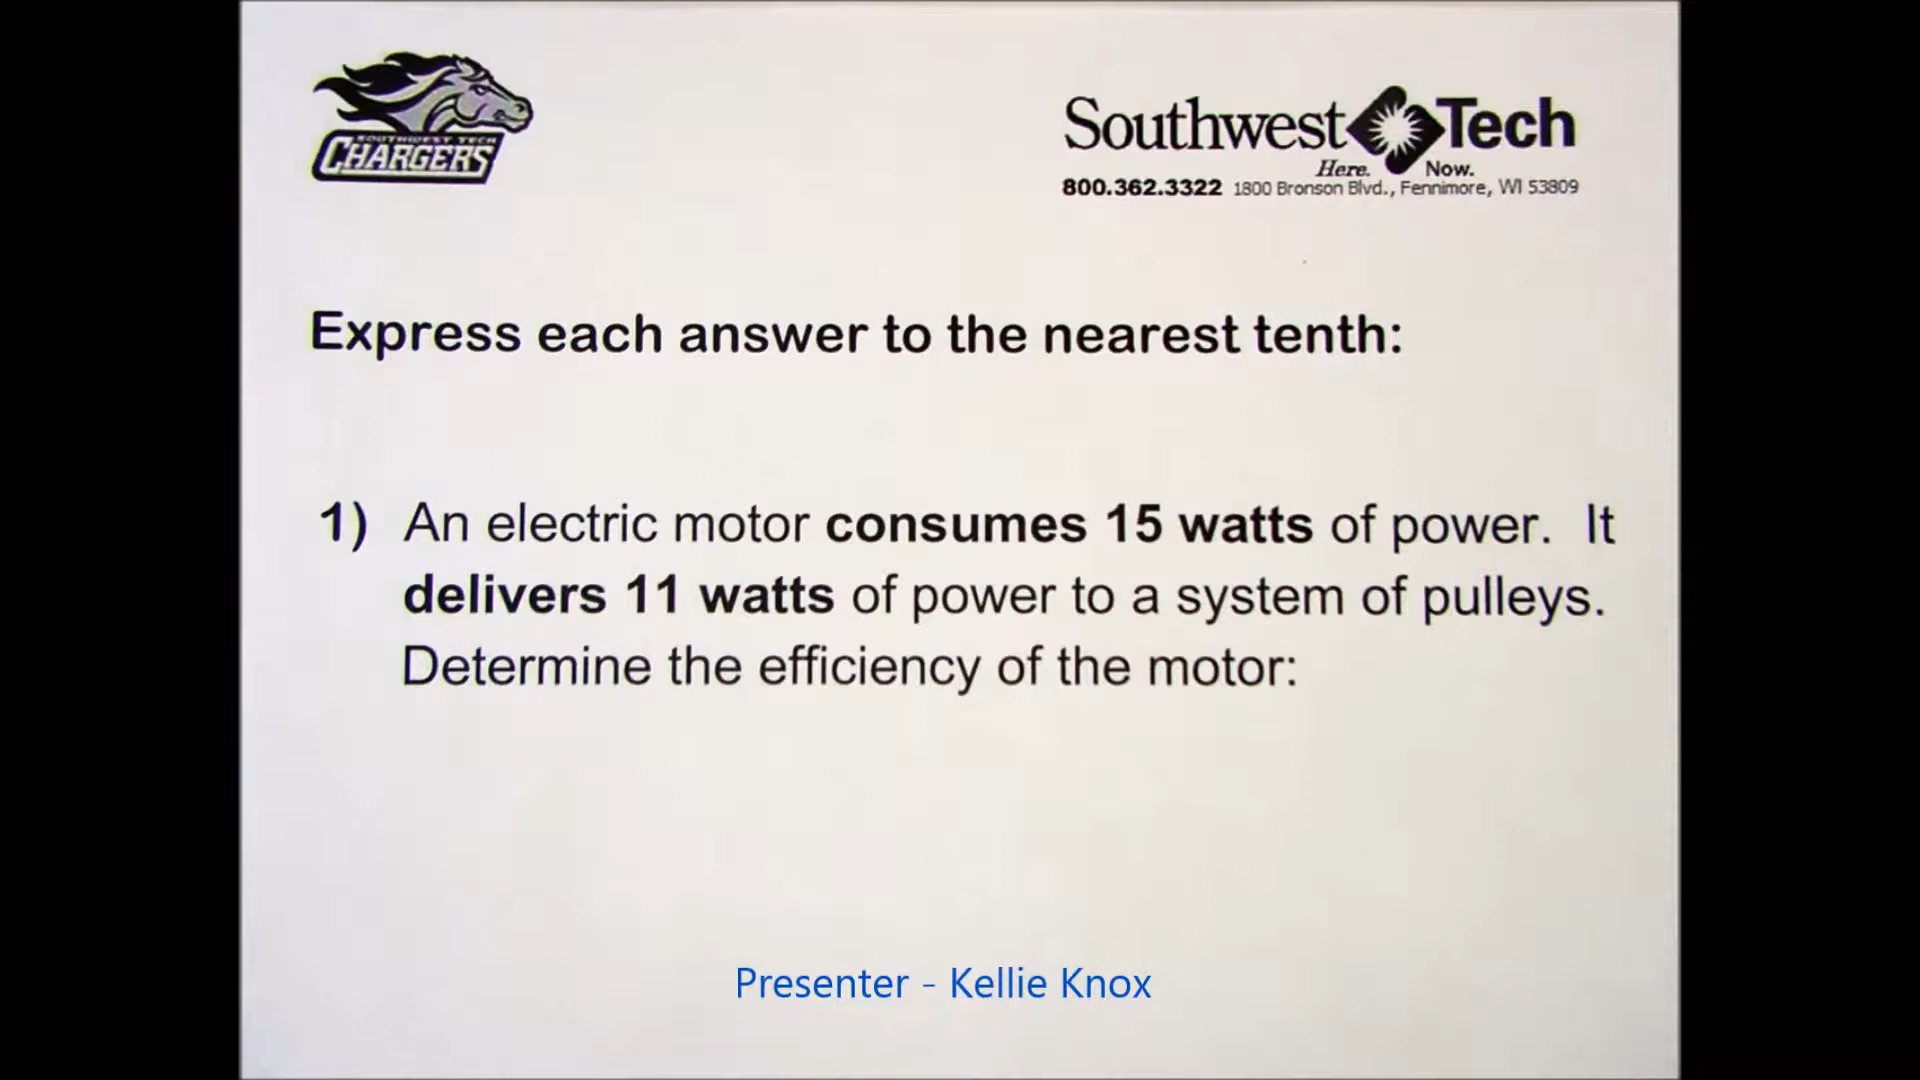 SOUTHWEST TECH
CHARGERS
Southwest Tech
Here. Now.
800.362.3322 1800 Bronson Blvd., Fennimore, WI 53809
Express each answer to the nearest tenth:
1) An electric motor consumes 15 watts of power. It
delivers 11 watts of power to a system of pulleys.
Determine the efficiency of the motor:
Presenter - Kellie Knox